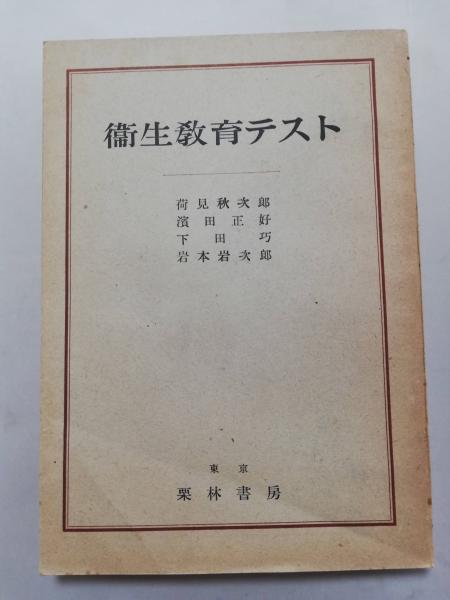 衞生敎育テスト
荷見秋次郎
濱田正好
下田巧
岩本岩次郎
東京
栗林書房